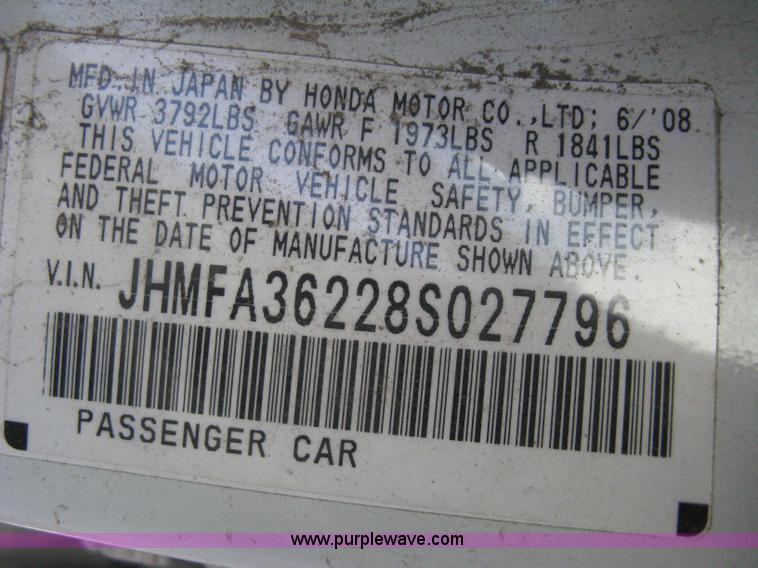 MFD. IN JAPAN BY HONDA MOTOR CO.,LTD; 6/'08
GVWR 3792LBS GAWR F 1973LBS R 1841LBS
THIS VEHICLE CONFORMS TO ALL APPLICABLE
FEDERAL MOTOR VEHICLE SAFETY, BUMPER,
AND THEFT PREVENTION STANDARDS IN EFFECT
ON THE DATE OF MANUFACTURE SHOWN ABOVE.
V.I.N. JHMFA36228S027796
PASSENGER CAR
www.purplewave.com